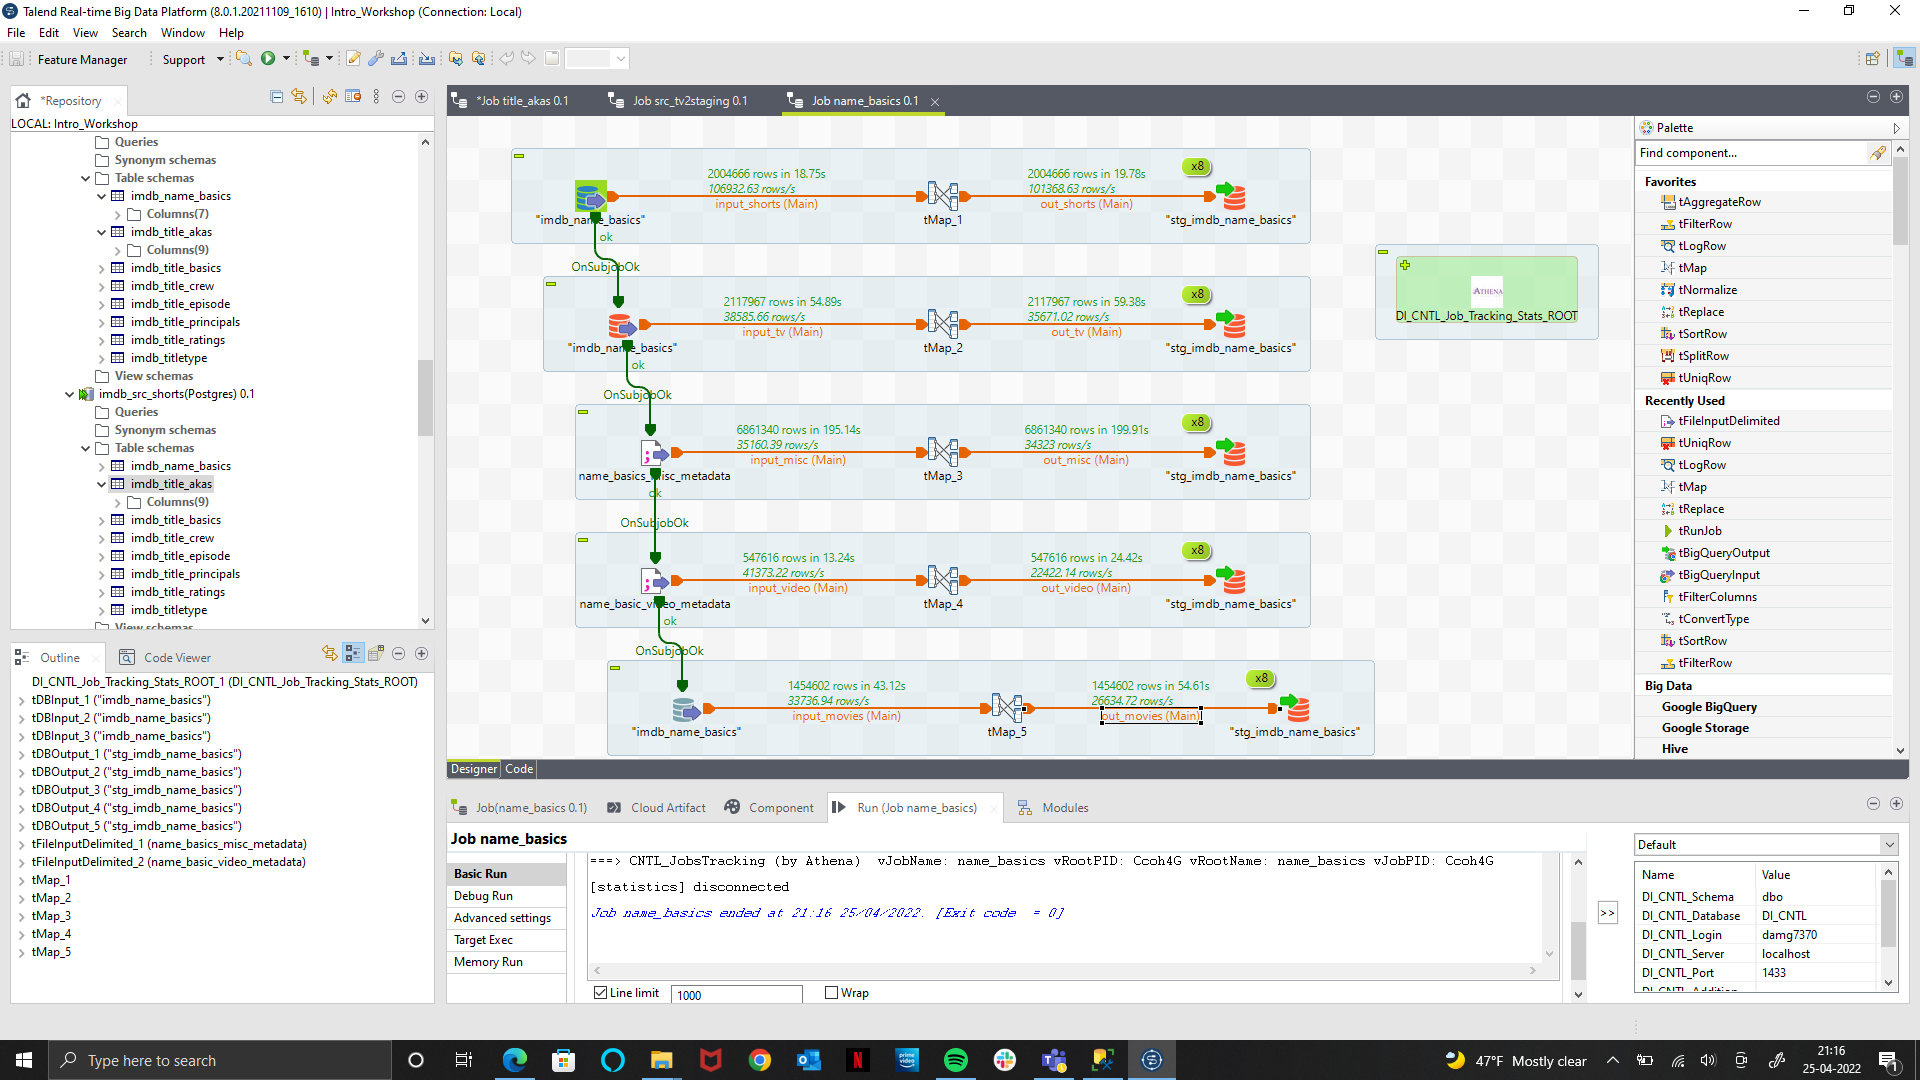 Talend Real-time Big Data Platform (8.0.1.20211109_1610) | Intro_Workshop (Connection: Local)
File Edit View Search Window Help
Feature Manager Support
*Repository
LOCAL: Intro_Workshop
Queries
Synonym schemas
Table schemas
imdb_name_basics
Columns(7)
imdb_title_akas
Columns(9)
imdb_title_basics
imdb_title_crew
imdb_title_episode
imdb_title_principals
imdb_title_ratings
imdb_titletype
View schemas
imdb_src_shorts(Postgres) 0.1
Queries
Synonym schemas
Table schemas
imdb_name_basics
imdb_title_akas
Columns(9)
imdb_title_basics
imdb_title_crew
imdb_title_episode
imdb_title_principals
imdb_title_ratings
imdb_titletype
View schemas
Outline Code Viewer
DI_CNTL_Job_Tracking_Stats_ROOT_1 (DI_CNTL_Job_Tracking_Stats_ROOT)
tDBInput_1 ("imdb_name_basics")
tDBInput_2 ("imdb_name_basics")
tDBInput_3 ("imdb_name_basics")
tDBOutput_1 ("stg_imdb_name_basics")
tDBOutput_2 ("stg_imdb_name_basics")
tDBOutput_3 ("stg_imdb_name_basics")
tDBOutput_4 ("stg_imdb_name_basics")
tDBOutput_5 ("stg_imdb_name_basics")
tFileInputDelimited_1 (name_basics_misc_metadata)
tFileInputDelimited_2 (name_basic_video_metadata)
tMap_1
tMap_2
tMap_3
tMap_4
tMap_5
*Job title_akas 0.1 Job src_tv2staging 0.1 Job name_basics 0.1
2004666 rows in 18.75s 2004666 rows in 19.78s x8
106932.63 rows/s 101368.63 rows/s
input_shorts (Main) out_shorts (Main)
"imdb_name_basics" tMap_1 "stg_imdb_name_basics"
ok
OnSubjobOk
2117967 rows in 54.89s 2117967 rows in 59.38s x8
38585.66 rows/s 35671.02 rows/s
input_tv (Main) out_tv (Main)
"imdb_name_basics" tMap_2 "stg_imdb_name_basics"
ok
OnSubjobOk
6861340 rows in 195.14s 6861340 rows in 199.91s x8
35160.39 rows/s 34323 rows/s
input_misc (Main) out_misc (Main)
name_basics_misc_metadata tMap_3 "stg_imdb_name_basics"
ok
OnSubjobOk
547616 rows in 13.24s 547616 rows in 24.42s x8
41373.22 rows/s 22422.14 rows/s
input_video (Main) out_video (Main)
name_basic_video_metadata tMap_4 "stg_imdb_name_basics"
ok
OnSubjobOk
1454602 rows in 43.12s 1454602 rows in 54.61s x8
33736.94 rows/s 26634.72 rows/s
input_movies (Main) out_movies (Main)
"imdb_name_basics" tMap_5 "stg_imdb_name_basics"
ATHENA
DI_CNTL_Job_Tracking_Stats_ROOT
Designer Code
Palette
Find component...
Favorites
tAggregateRow
tFilterRow
tLogRow
tMap
tNormalize
tReplace
tSortRow
tSplitRow
tUniqRow
Recently Used
tFileInputDelimited
tUniqRow
tLogRow
tMap
tReplace
tRunJob
tBigQueryOutput
tBigQueryInput
tFilterColumns
tConvertType
tSortRow
tFilterRow
Big Data
Google BigQuery
Google Storage
Hive
Job(name_basics 0.1) Cloud Artifact Component Run (Job name_basics) Modules
Job name_basics
Basic Run
Debug Run
Advanced settings
Target Exec
Memory Run
===> CNTL_JobsTracking (by Athena) vJobName: name_basics vRootPID: Ccoh4G vRootName: name_basics vJobPID: Ccoh4G
[statistics] disconnected
Job name_basics ended at 21:16 25/04/2022. [Exit code = 0]
Line limit 1000 Wrap
>>
Default
Name Value
DI_CNTL_Schema dbo
DI_CNTL_Database DI_CNTL
DI_CNTL_Login damg7370
DI_CNTL_Server localhost
DI_CNTL_Port 1433
Type here to search
prime video
47°F Mostly clear
21:16
25-04-2022
1